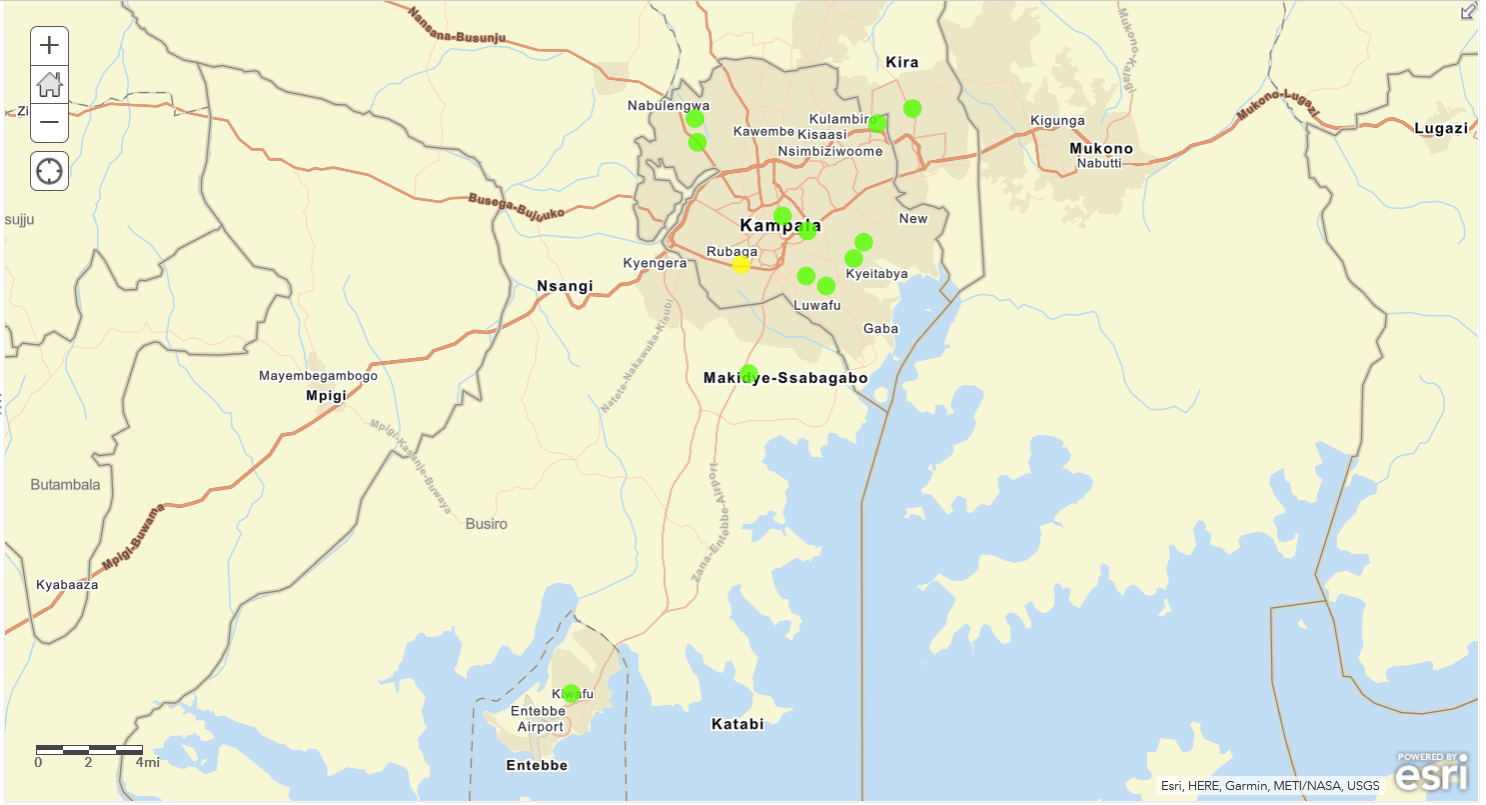 Nansana-Busunju
Mukono-Kalagi
Kira
+
Zi
Nabulengwa
Mukono-Lugazi
−
Kulambiro
Kigunga
Lugazi
Kawembe
Kisaasi
Mukono
Nsimbiziwoome
Nabutti
Busega-Bujuuko
sujju
New
Kampala
Rubaga
Kyengera
Kyeitabya
Nsangi
Luwafu
Natete-Nakawuka-Kisubi
Gaba
Mayembegambogo
Makidye-Ssabagabo
Mpigi
Mpigi-Kasanje-Buwaya
Butambala
Zana-Entebbe-Airport
Busiro
Mpigi-Buwama
Kyabaaza
Kiwafu
Entebbe
Airport
Katabi
Entebbe
0 2 4mi
POWERED BY
esri
Esri, HERE, Garmin, METI/NASA, USGS